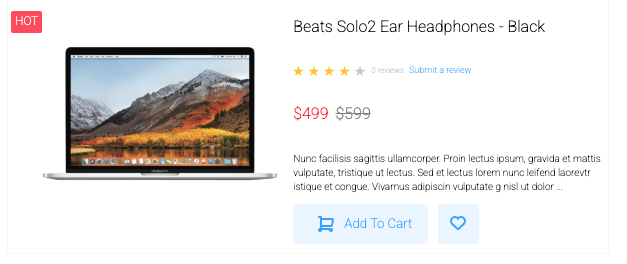 HOT
Beats Solo2 Ear Headphones - Black
0 reviews Submit a review
$499 $599
Nunc facilisis sagittis ullamcorper. Proin lectus ipsum, gravida et mattis
vulputate, tristique ut lectus. Sed et lectus lorem nunc leifend laorevtr
istique et congue. Vivamus adipiscin vulputate g nisl ut dolor ...
Add To Cart